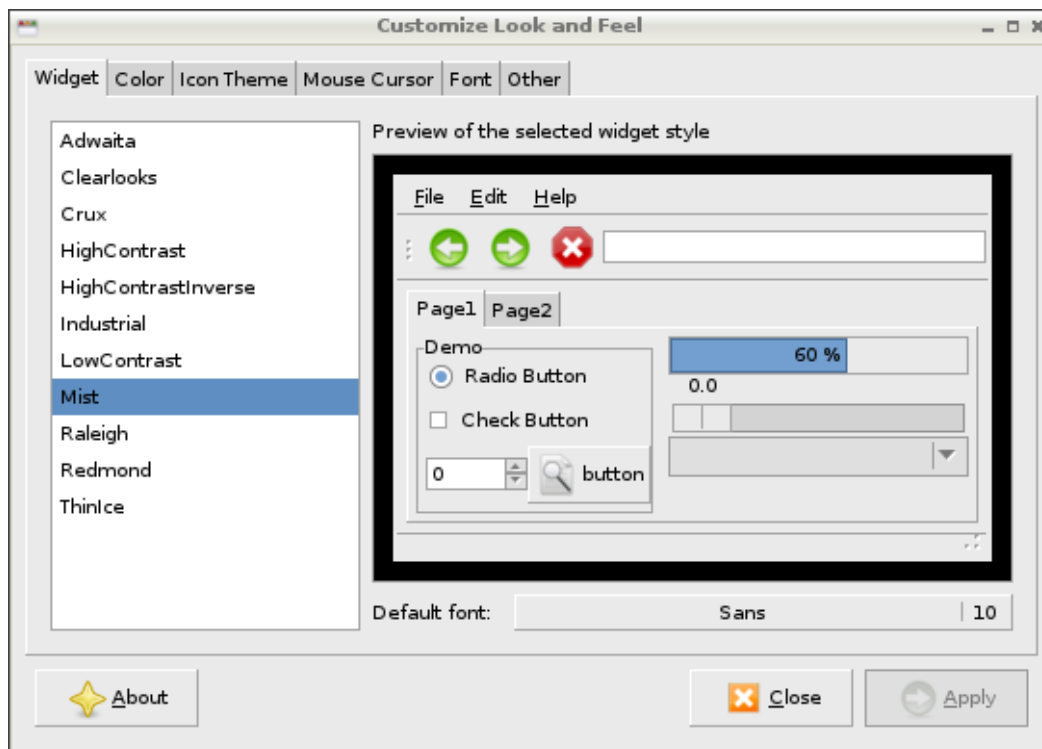 Customize Look and Feel
Widget Color Icon Theme Mouse Cursor Font Other
Adwaita
Clearlooks
Crux
HighContrast
HighContrastInverse
Industrial
LowContrast
Mist
Raleigh
Redmond
ThinIce
Preview of the selected widget style
File Edit Help
Page1 Page2
Demo
Radio Button
Check Button
0
button
60 %
0.0
Default font: Sans 10
About Close Apply